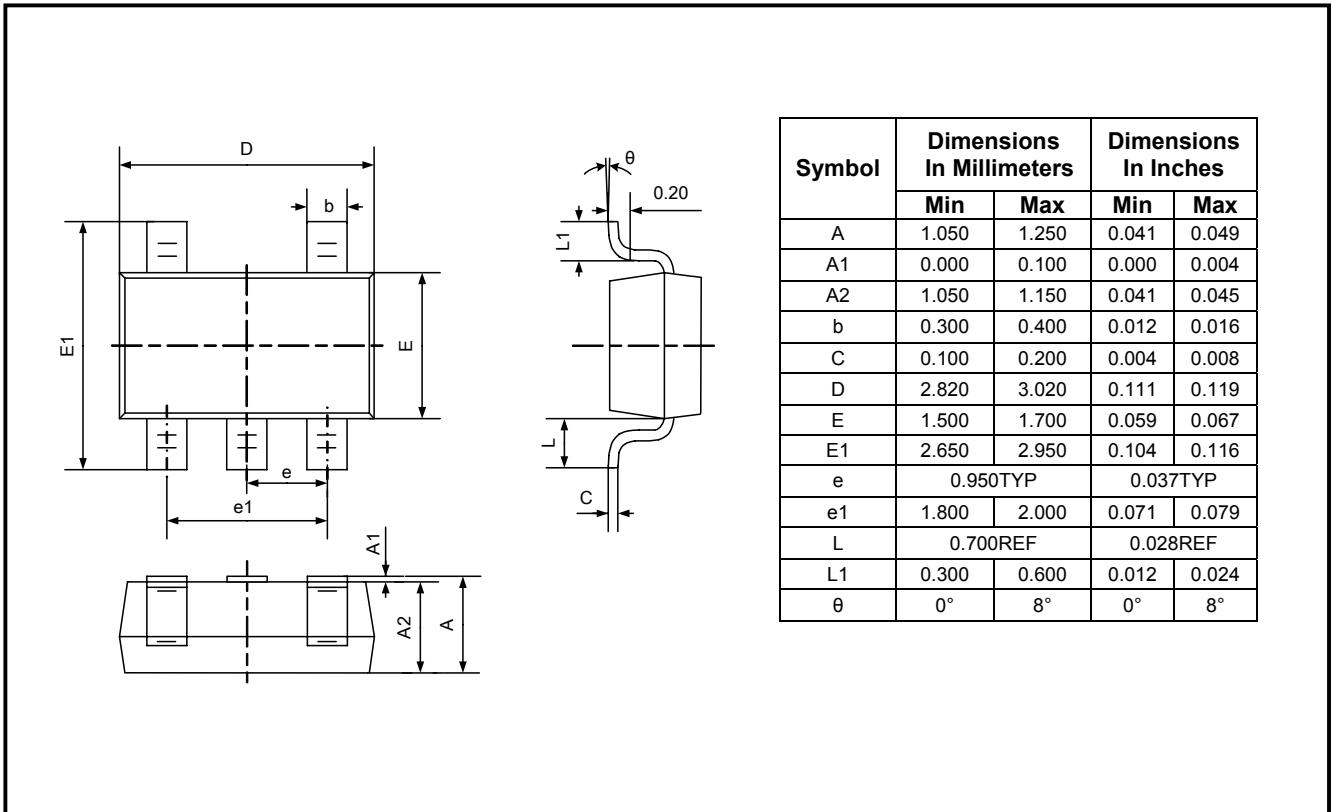 D
b
E1
E
e
e1
A1
A2
A
θ
0.20
L1
L
C
Symbol Dimensions In Millimeters Dimensions In Inches
Min Max Min Max
A 1.050 1.250 0.041 0.049
A1 0.000 0.100 0.000 0.004
A2 1.050 1.150 0.041 0.045
b 0.300 0.400 0.012 0.016
C 0.100 0.200 0.004 0.008
D 2.820 3.020 0.111 0.119
E 1.500 1.700 0.059 0.067
E1 2.650 2.950 0.104 0.116
e 0.950TYP 0.037TYP
e1 1.800 2.000 0.071 0.079
L 0.700REF 0.028REF
L1 0.300 0.600 0.012 0.024
θ 0° 8° 0° 8°